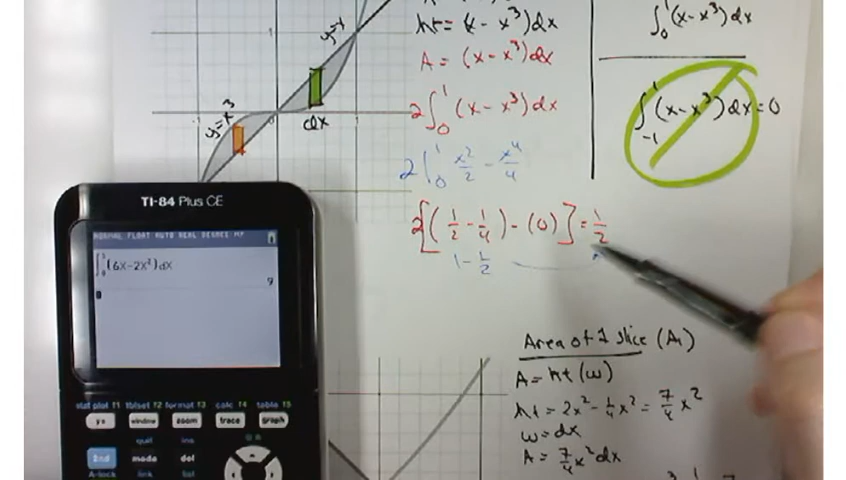 y=x
y=x³
dx
1
ht = (x - x³)dx
A = (x - x³)dx
2∫₀¹ (x - x³)dx
2|₀¹ x²/2 - x⁴/4
2[(1/2 - 1/4) - (0)] = 1/2
1 - 1/2
∫₀ (x - x³)dx
∫₋₁¹ (x - x³)dx = 0
TI-84 Plus CE
NORMAL FLOAT AUTO REAL DEGREE MP
∫₀³(6X-2X²)dX
9
stat plot f1 tblset f2 format f3 calc f4 table f5
y= window zoom trace graph
quit ins
2nd mode del
A-lock link list
Area of 1 slice (A₁)
A = ht(w)
ht = 2x² - 1/4x² = 7/4 x²
w = dx
A = 7/4 x² dx